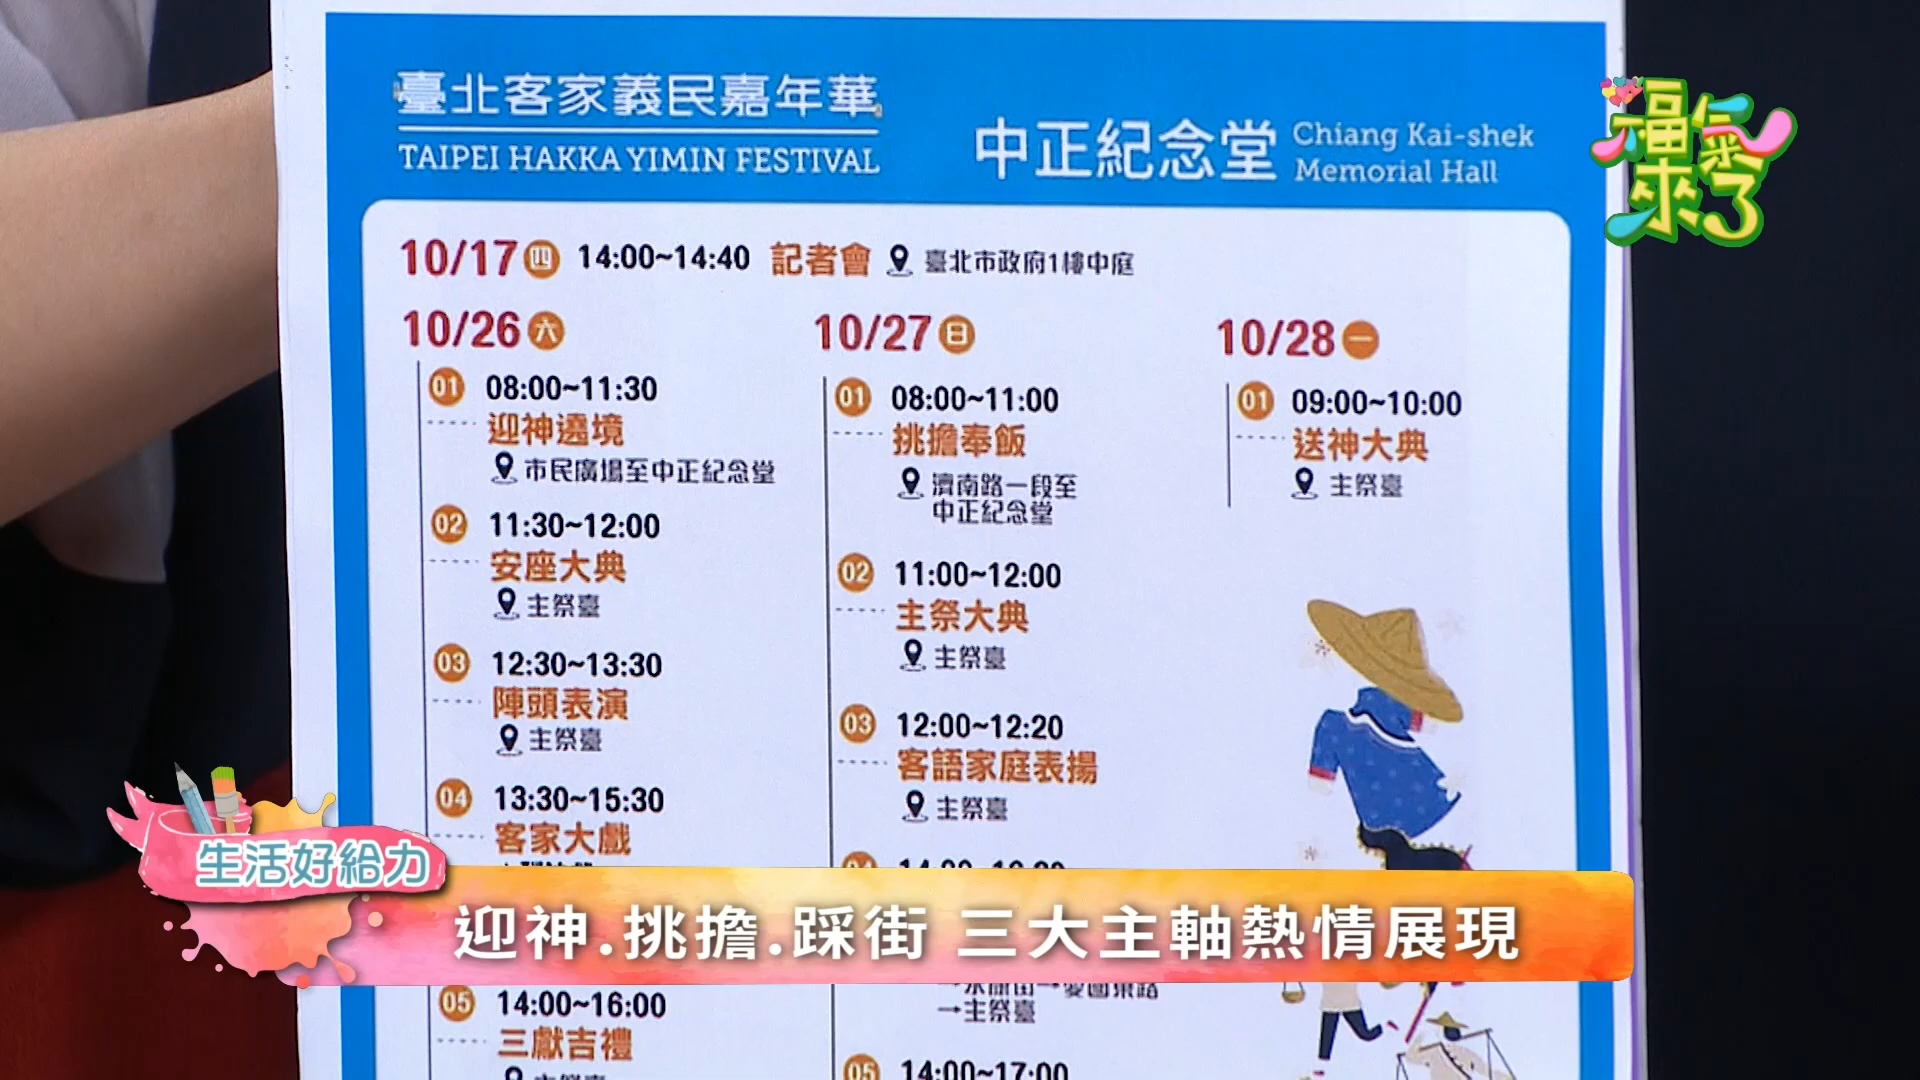 臺北客家義民嘉年華
TAIPEI HAKKA YIMIN FESTIVAL
中正紀念堂 Chiang Kai-shek
Memorial Hall
福氣來了
10/17 四 14:00~14:40 記者會 臺北市政府1樓中庭
10/26 六
01 08:00~11:30
迎神遶境
市民廣場至中正紀念堂
02 11:30~12:00
安座大典
主祭臺
03 12:30~13:30
陣頭表演
主祭臺
04 13:30~15:30
客家大戲
05 14:00~16:00
三獻吉禮
10/27 日
01 08:00~11:00
挑擔奉飯
濟南路一段至
中正紀念堂
02 11:00~12:00
主祭大典
主祭臺
03 12:00~12:20
客語家庭表揚
主祭臺
→主祭臺
05 14:00~17:00
10/28 一
01 09:00~10:00
送神大典
主祭臺
生活好給力
迎神.挑擔.踩街 三大主軸熱情展現